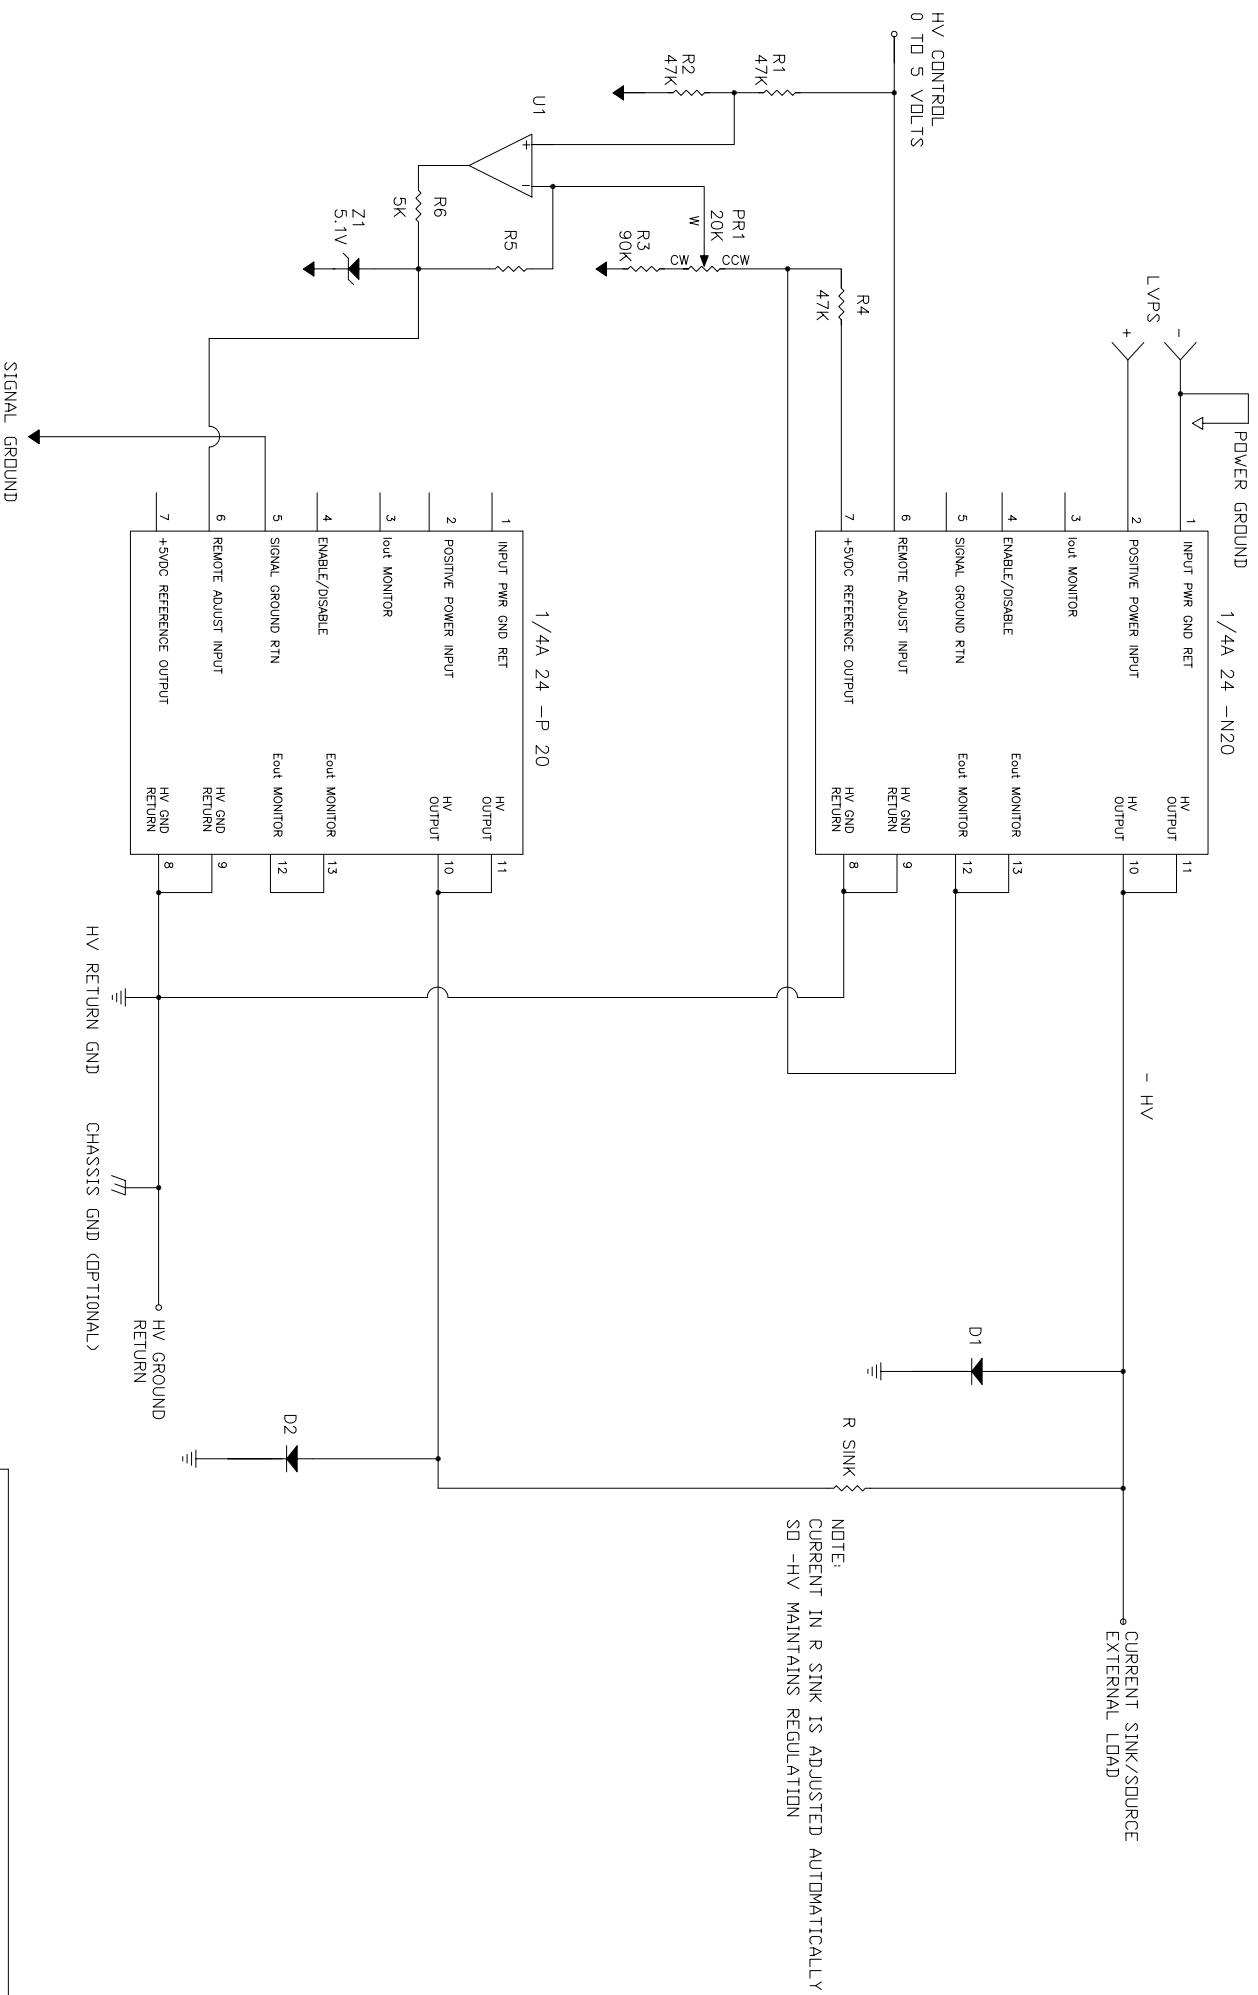 POWER GROUND
LVPS
-
+
1/4A 24 -N20
1 INPUT PWR GND RET
2 POSITIVE POWER INPUT
3 Iout MONITOR
4 ENABLE/DISABLE
5 SIGNAL GROUND RTN
6 REMOTE ADJUST INPUT
7 +5VDC REFERENCE OUTPUT
HV
OUTPUT 11
HV
OUTPUT 10
Eout MONITOR 13
Eout MONITOR 12
HV GND
RETURN 9
HV GND
RETURN 8
- HV
CURRENT SINK/SOURCE
EXTERNAL LOAD
HV CONTROL
0 TO 5 VOLTS
R1
47K
R2
47K
R4
47K
PR1
20K
W
CCW
CW
R3
90K
U1
+
-
R5
R6
5K
Z1
5.1V
D1
R SINK
NOTE:
CURRENT IN R SINK IS ADJUSTED AUTOMATICALLY
SO -HV MAINTAINS REGULATION
1/4A 24 -P 20
1 INPUT PWR GND RET
2 POSITIVE POWER INPUT
3 Iout MONITOR
4 ENABLE/DISABLE
5 SIGNAL GROUND RTN
6 REMOTE ADJUST INPUT
7 +5VDC REFERENCE OUTPUT
HV
OUTPUT 11
HV
OUTPUT 10
Eout MONITOR 13
Eout MONITOR 12
HV GND
RETURN 9
HV GND
RETURN 8
D2
HV GROUND
RETURN
HV RETURN GND
CHASSIS GND (OPTIONAL)
SIGNAL GROUND